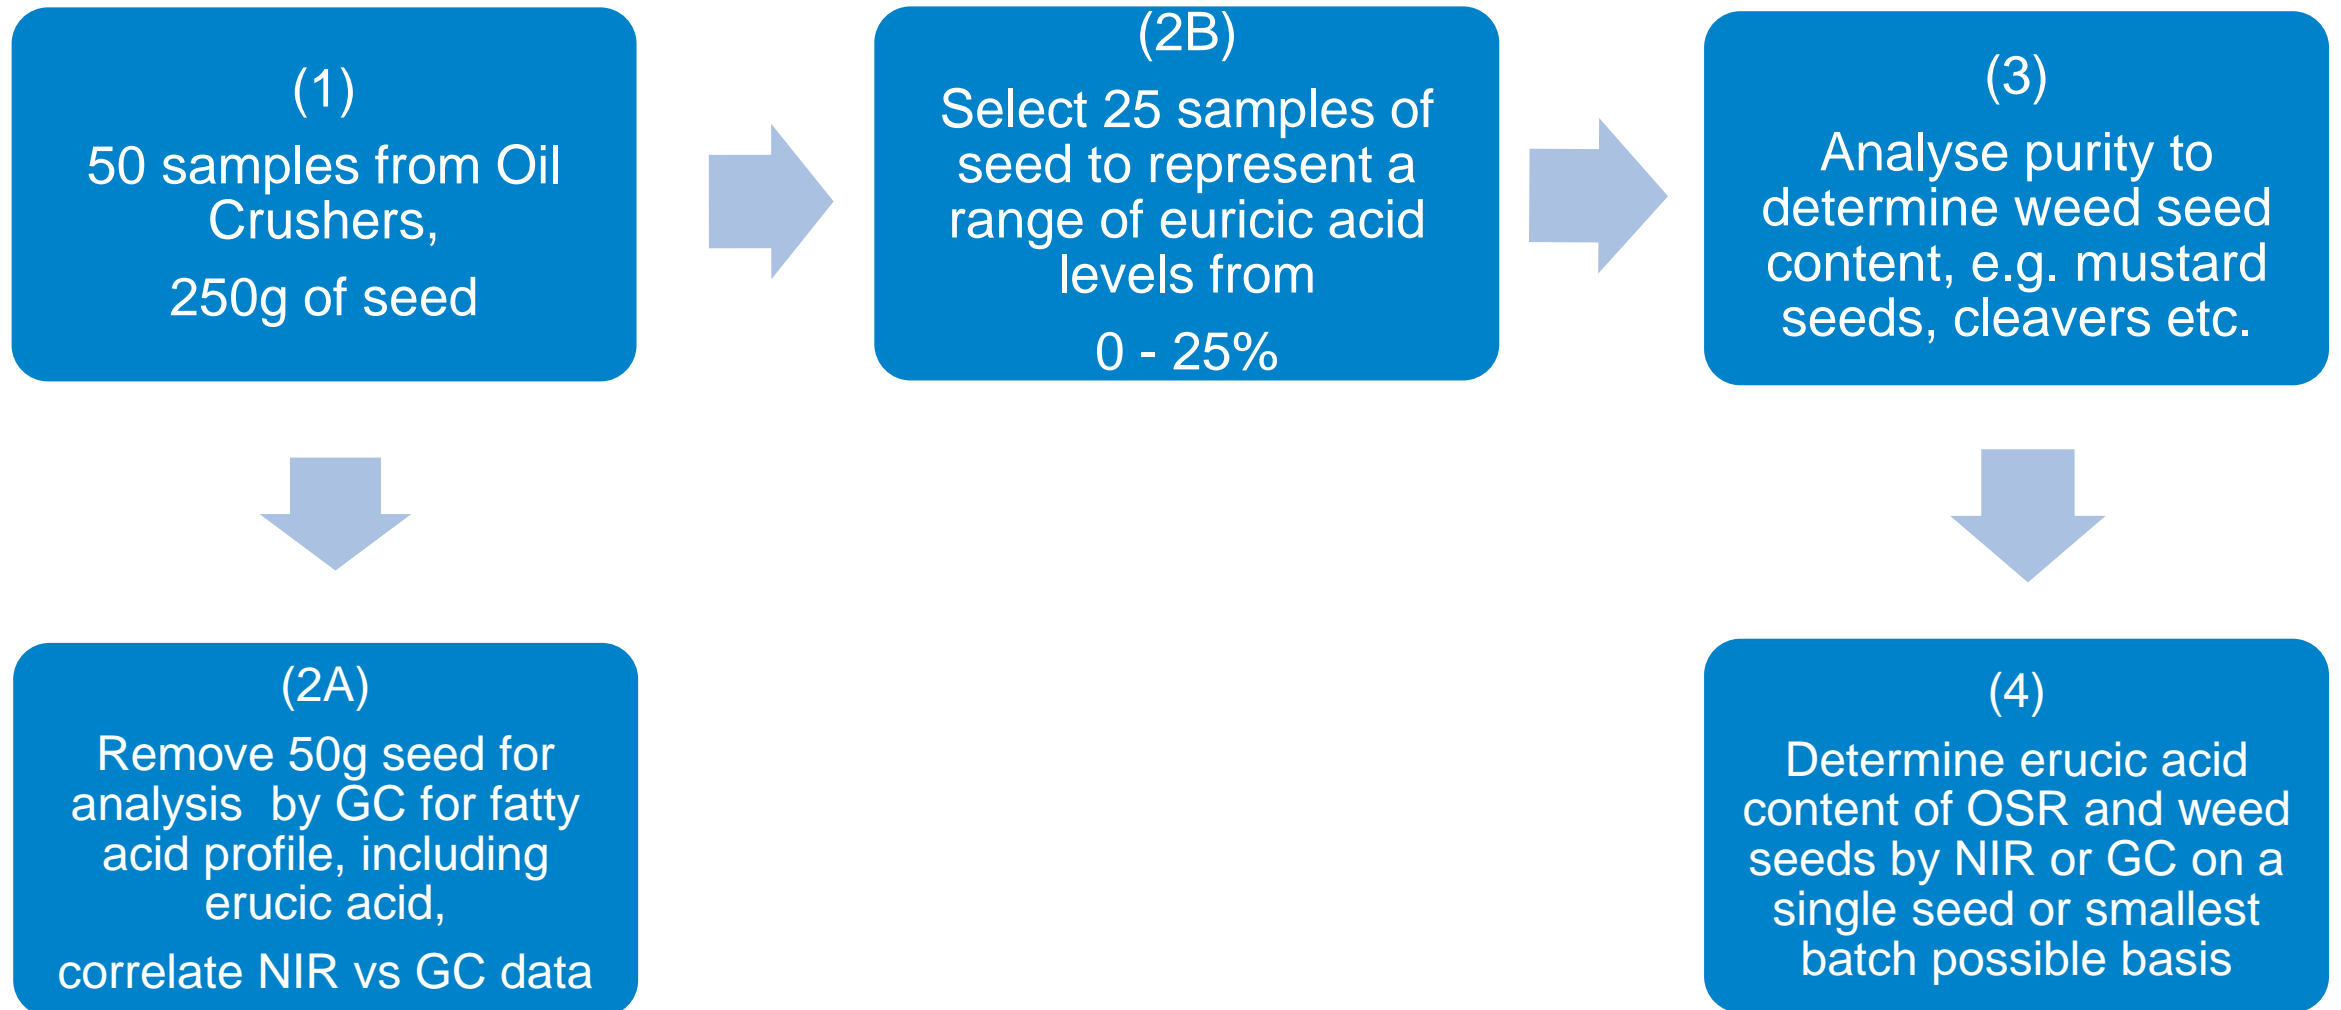 (1)
50 samples from Oil
Crushers,
250g of seed
(2B)
Select 25 samples of
seed to represent a
range of euricic acid
levels from
0 - 25%
(3)
Analyse purity to
determine weed seed
content, e.g. mustard
seeds, cleavers etc.
(2A)
Remove 50g seed for
analysis  by GC for fatty
acid profile, including
erucic acid,
correlate NIR vs GC data
(4)
Determine erucic acid
content of OSR and weed
seeds by NIR or GC on a
single seed or smallest
batch possible basis